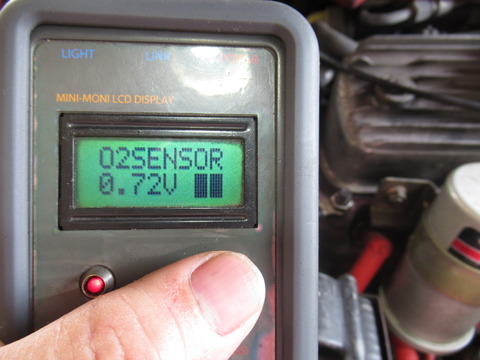 LIGHT LINK
MINI-MONI LCD DISPLAY
O2SENSOR
0.72V